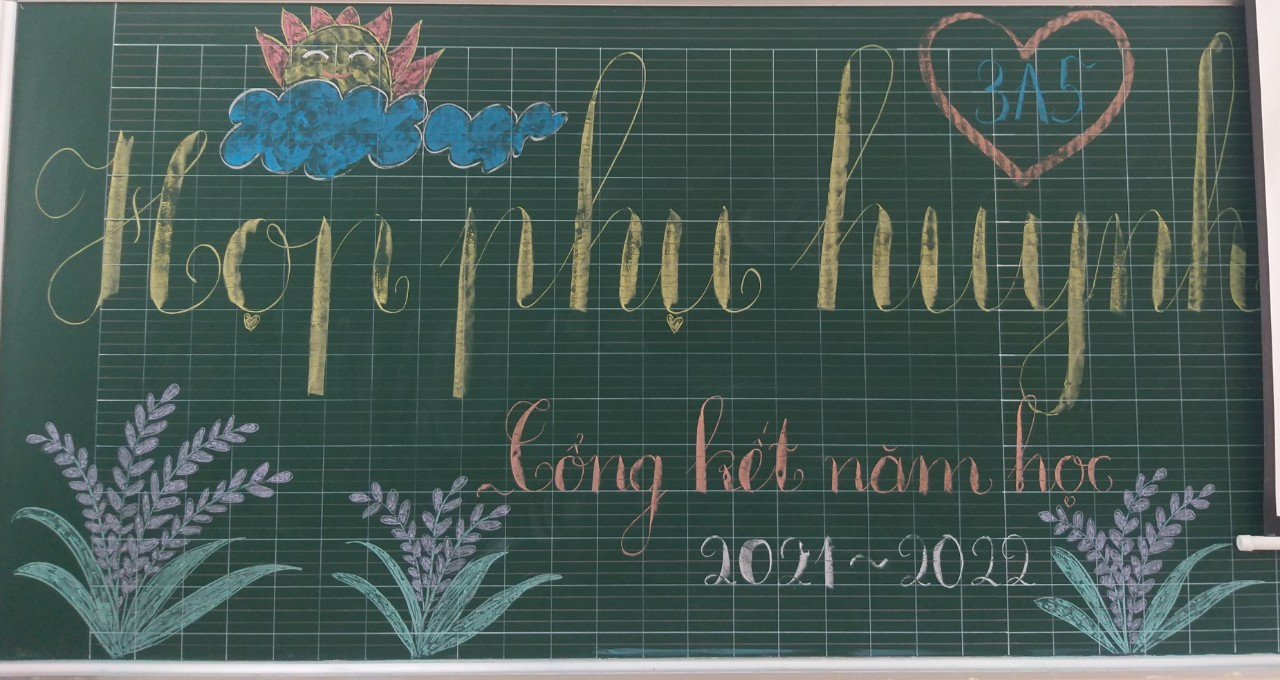 3A5
Họp phụ huynh
Tổng kết năm học
2021~2022